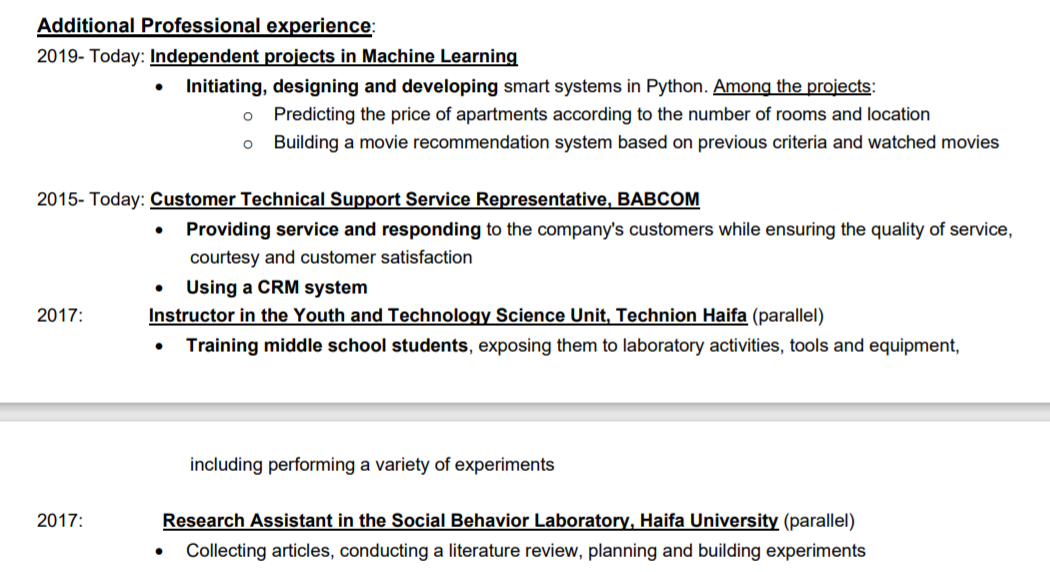 Additional Professional experience:
2019- Today: Independent projects in Machine Learning
• Initiating, designing and developing smart systems in Python. Among the projects:
o Predicting the price of apartments according to the number of rooms and location
o Building a movie recommendation system based on previous criteria and watched movies
2015- Today: Customer Technical Support Service Representative, BABCOM
• Providing service and responding to the company's customers while ensuring the quality of service,
courtesy and customer satisfaction
• Using a CRM system
2017: Instructor in the Youth and Technology Science Unit, Technion Haifa (parallel)
• Training middle school students, exposing them to laboratory activities, tools and equipment,
including performing a variety of experiments
2017: Research Assistant in the Social Behavior Laboratory, Haifa University (parallel)
• Collecting articles, conducting a literature review, planning and building experiments